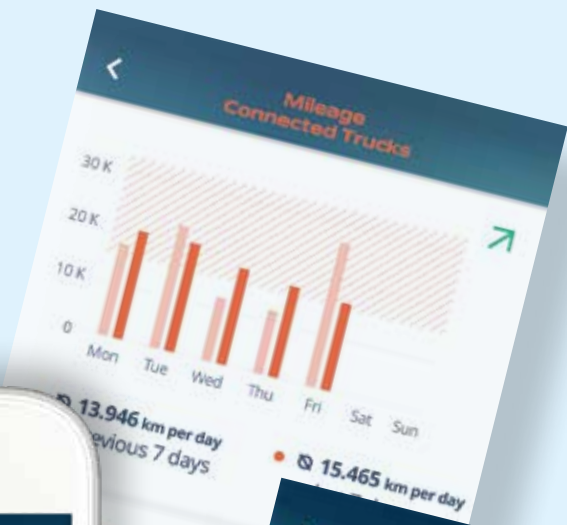 Mileage
Connected Trucks
30 K
20 K
10 K
0
Mon Tue Wed Thu Fri Sat Sun
13.946 km per day
7 days
15.465 km per day